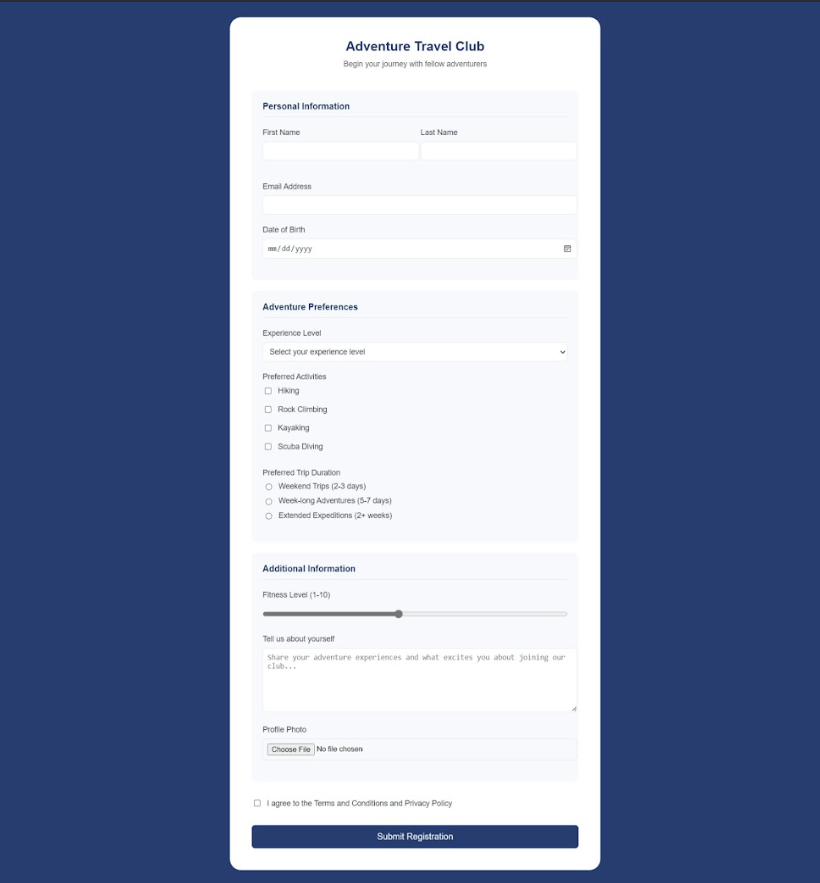 Adventure Travel Club
Begin your journey with fellow adventurers
Personal Information
First Name
Last Name
Email Address
Date of Birth
mm/dd/yyyy
Adventure Preferences
Experience Level
Select your experience level
Preferred Activities
Hiking
Rock Climbing
Kayaking
Scuba Diving
Preferred Trip Duration
Weekend Trips (2-3 days)
Week-long Adventures (5-7 days)
Extended Expeditions (2+ weeks)
Additional Information
Fitness Level (1-10)
Tell us about yourself
Share your adventure experiences and what excites you about joining our
club...
Profile Photo
Choose File No file chosen
I agree to the Terms and Conditions and Privacy Policy
Submit Registration